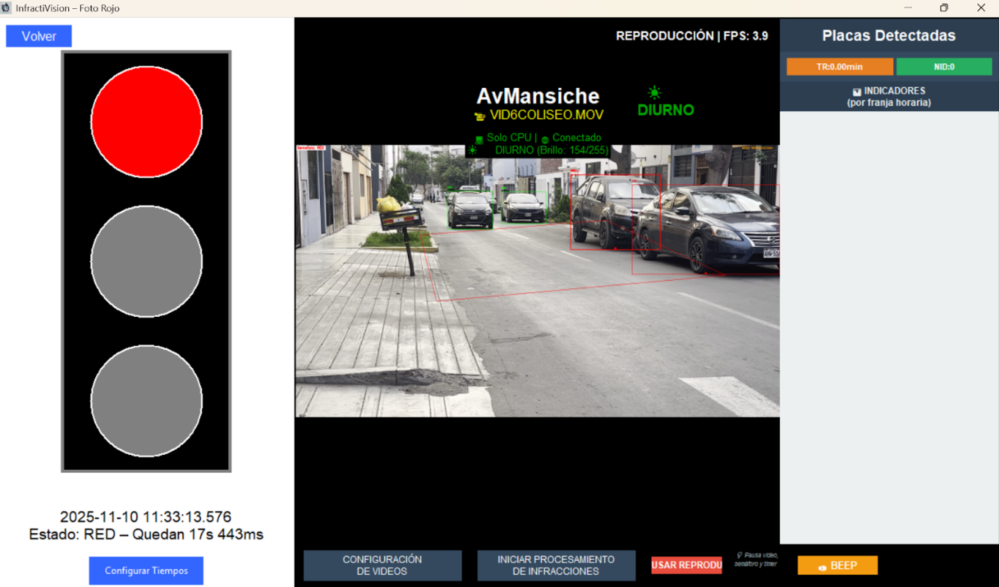 InfractiVision – Foto Rojo
Volver
2025-11-10 11:33:13.576
Estado: RED – Quedan 17s 443ms
Configurar Tiempos
REPRODUCCIÓN | FPS: 3.9
AvMansiche
VID6COLISEO.MOV
DIURNO
Solo CPU | Conectado
DIURNO (Brillo: 154/255)
Semaforo: RED
CONFIGURACIÓN
DE VIDEOS
INICIAR PROCESAMIENTO
DE INFRACCIONES
USAR REPRODU
Pausa video,
semáforo y timer
Placas Detectadas
TR:0.00min
NID:0
INDICADORES
(por franja horaria)
BEEP